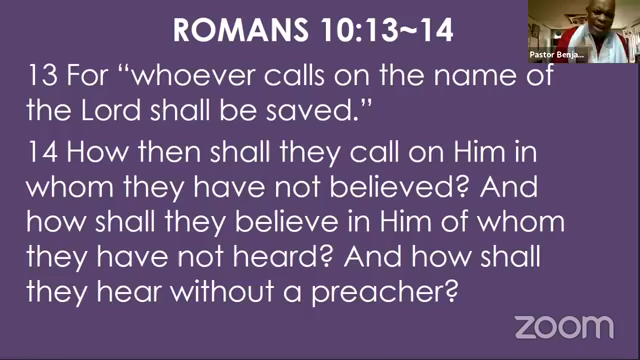 ROMANS 10:13~14
Pastor Benja...
13 For “whoever calls on the name of
the Lord shall be saved.”
14 How then shall they call on Him in
whom they have not believed? And
how shall they believe in Him of whom
they have not heard? And how shall
they hear without a preacher?
zoom